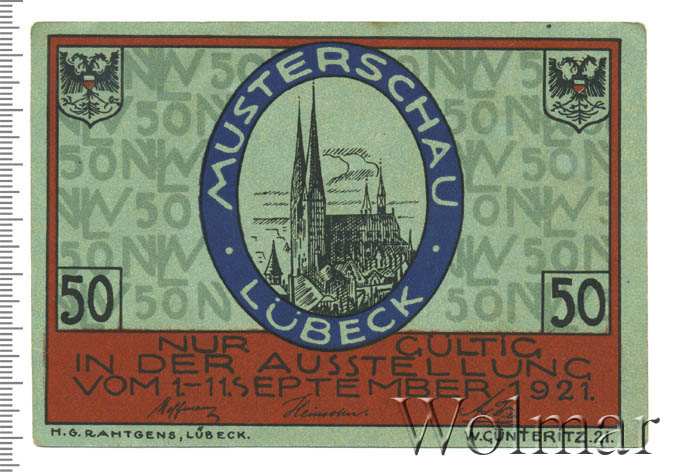 MUSTERSCHAU
· LÜBECK ·
50
50
NUR GÜLTIG
IN DER AUSSTELLUNG
VOM 1.-11. SEPTEMBER 1921.
H.G. RAHTGENS, LÜBECK.
W. GÜNTERITZ. 21.
Wolmar